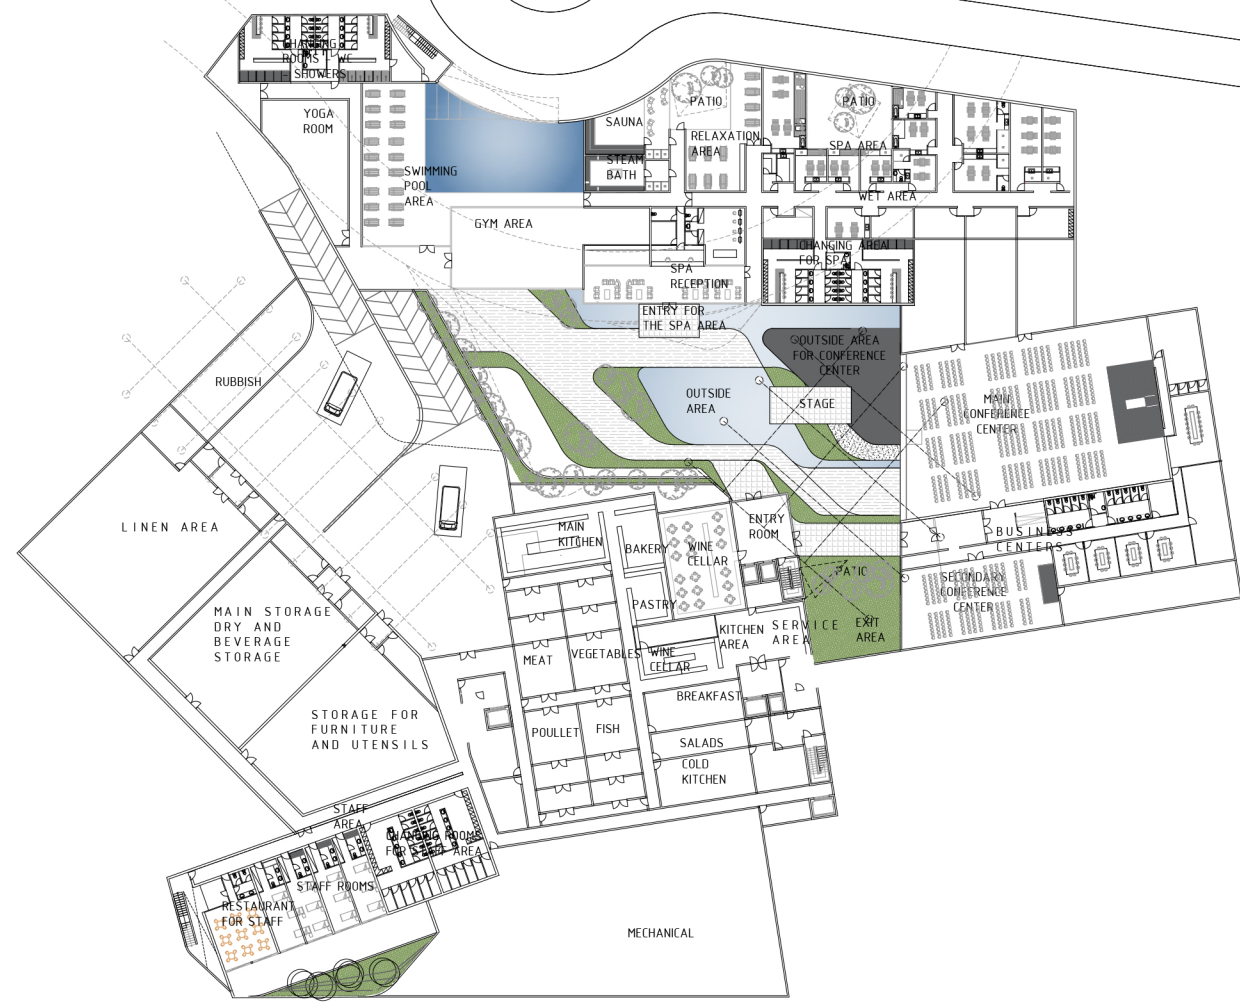 CHANGING
ROOMS - WC
SHOWERS
YOGA
ROOM
SWIMMING
POOL
AREA
SAUNA
STEAM
BATH
PATIO
RELAXATION
AREA
PATIO
SPA AREA
WET AREA
GYM AREA
CHANGING AREA
FOR SPA
SPA
RECEPTION
ENTRY FOR
THE SPA AREA
OUTSIDE AREA
FOR CONFERENCE
CENTER
OUTSIDE
AREA
STAGE
MAIN
CONFERENCE
CENTER
RUBBISH
LINEN AREA
MAIN
KITCHEN
BAKERY
WINE
CELLAR
ENTRY
ROOM
BUSINESS
CENTERS
PATIO
SECONDARY
CONFERENCE
CENTER
PASTRY
MAIN STORAGE
DRY AND
BEVERAGE
STORAGE
KITCHEN
AREA
SERVICE
AREA
EXIT
AREA
MEAT
VEGETABLES
WINE
CELLAR
BREAKFAST
STORAGE FOR
FURNITURE
AND UTENSILS
POULLET
FISH
SALADS
COLD
KITCHEN
STAFF
AREA
CHANGING ROOMS
FOR STAFF AREA
STAFF ROOMS
RESTAURANT
FOR STAFF
MECHANICAL